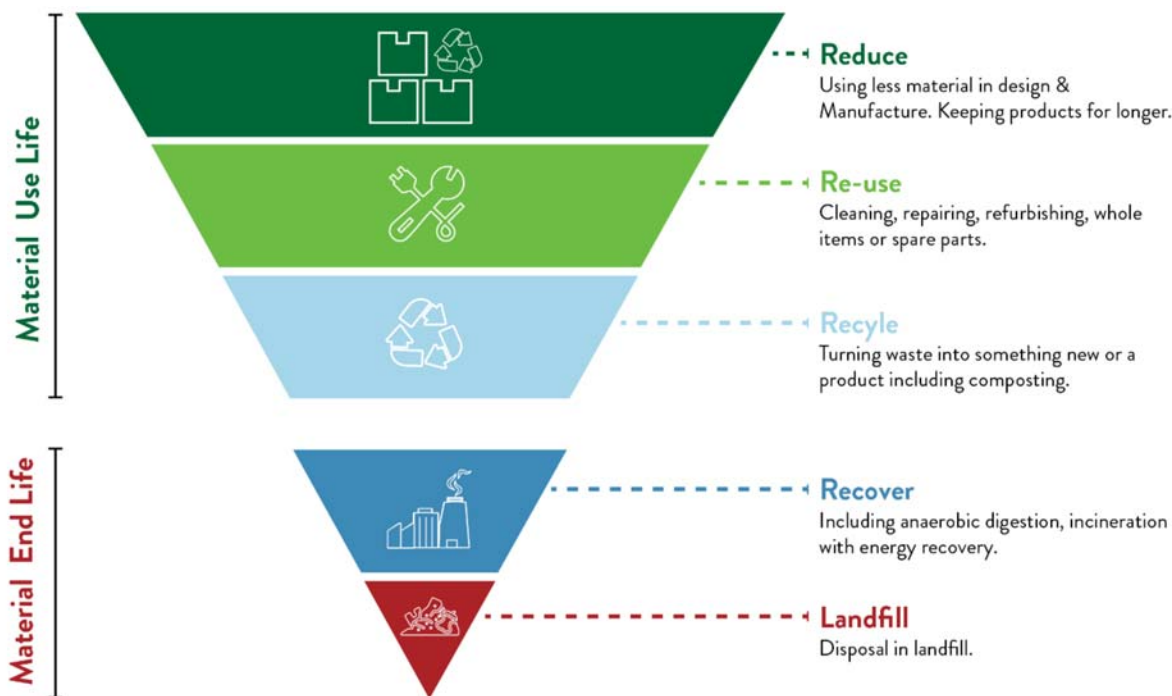 Material Use Life
Reduce
Using less material in design &
Manufacture. Keeping products for longer.
Re-use
Cleaning, repairing, refurbishing, whole
items or spare parts.
Recyle
Turning waste into something new or a
product including composting.
Material End Life
Recover
Including anaerobic digestion, incineration
with energy recovery.
Landfill
Disposal in landfill.